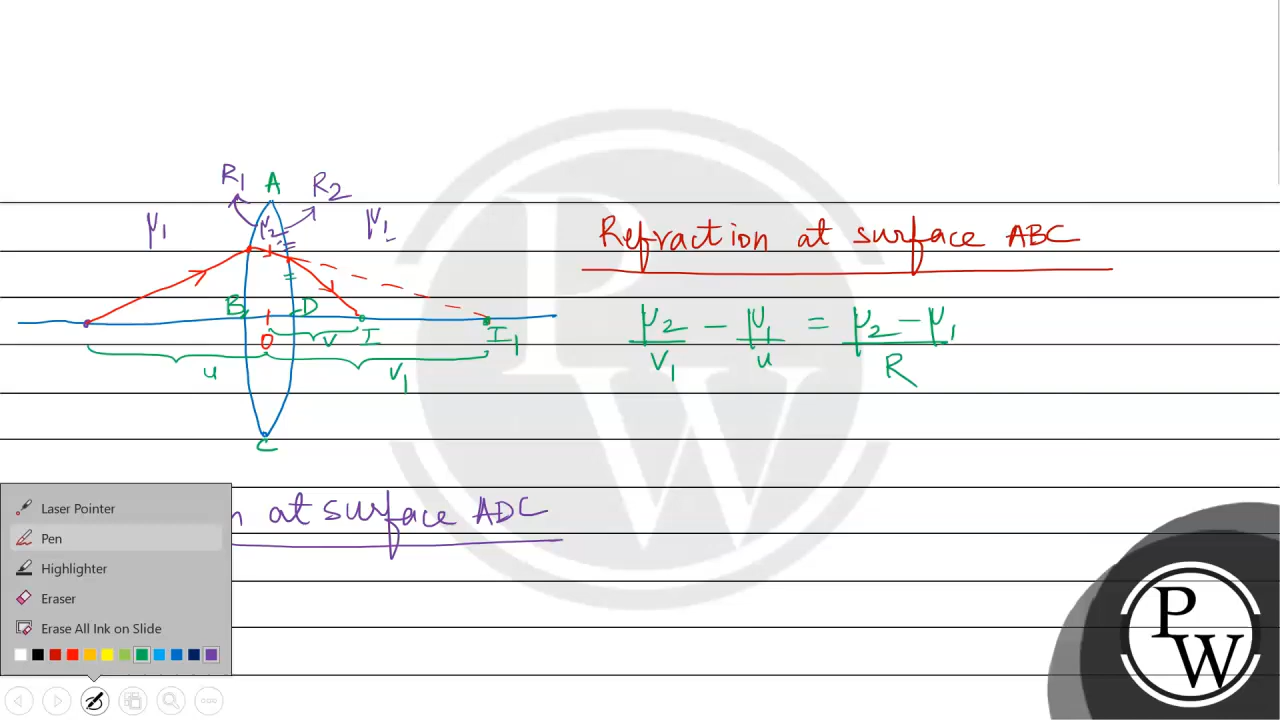 R1 A R2
μ1 μ2 μ1
Refraction at surface ABC
B D
O v I I1
u v1
μ2/v1 − μ1/u = μ2 − μ1/R
C
n at surface ADC
Laser Pointer
Pen
Highlighter
Eraser
Erase All Ink on Slide
P
W
P
W